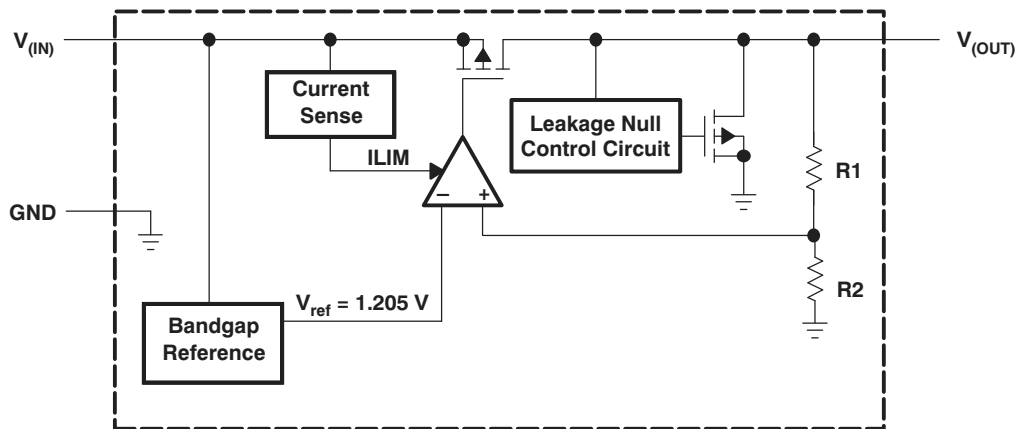 V(IN)
V(OUT)
Current
Sense
Leakage Null
Control Circuit
ILIM
R1
– +
GND
R2
Vref = 1.205 V
Bandgap
Reference